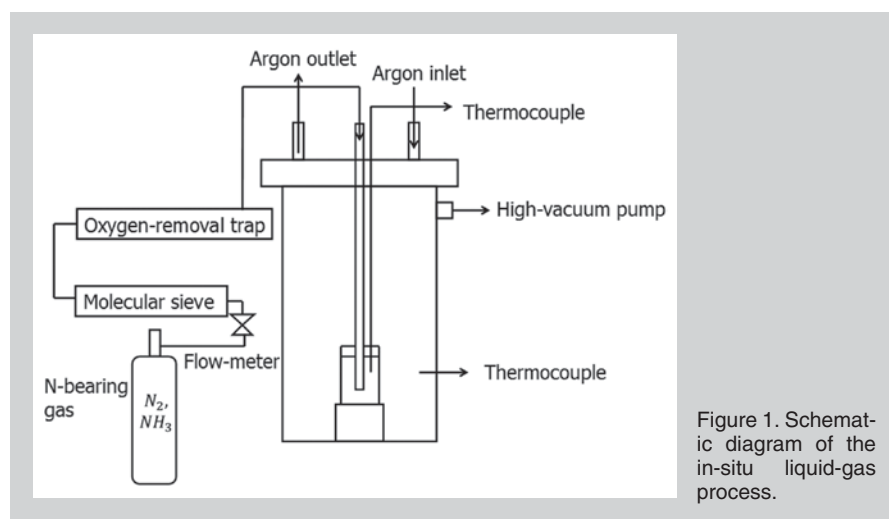 Argon outlet
Argon inlet
Thermocouple
High-vacuum pump
Oxygen-removal trap
Molecular sieve
Flow-meter
N-bearing
gas
N₂,
NH₃
Thermocouple
Figure 1. Schemat-
ic diagram of the
in-situ liquid-gas
process.